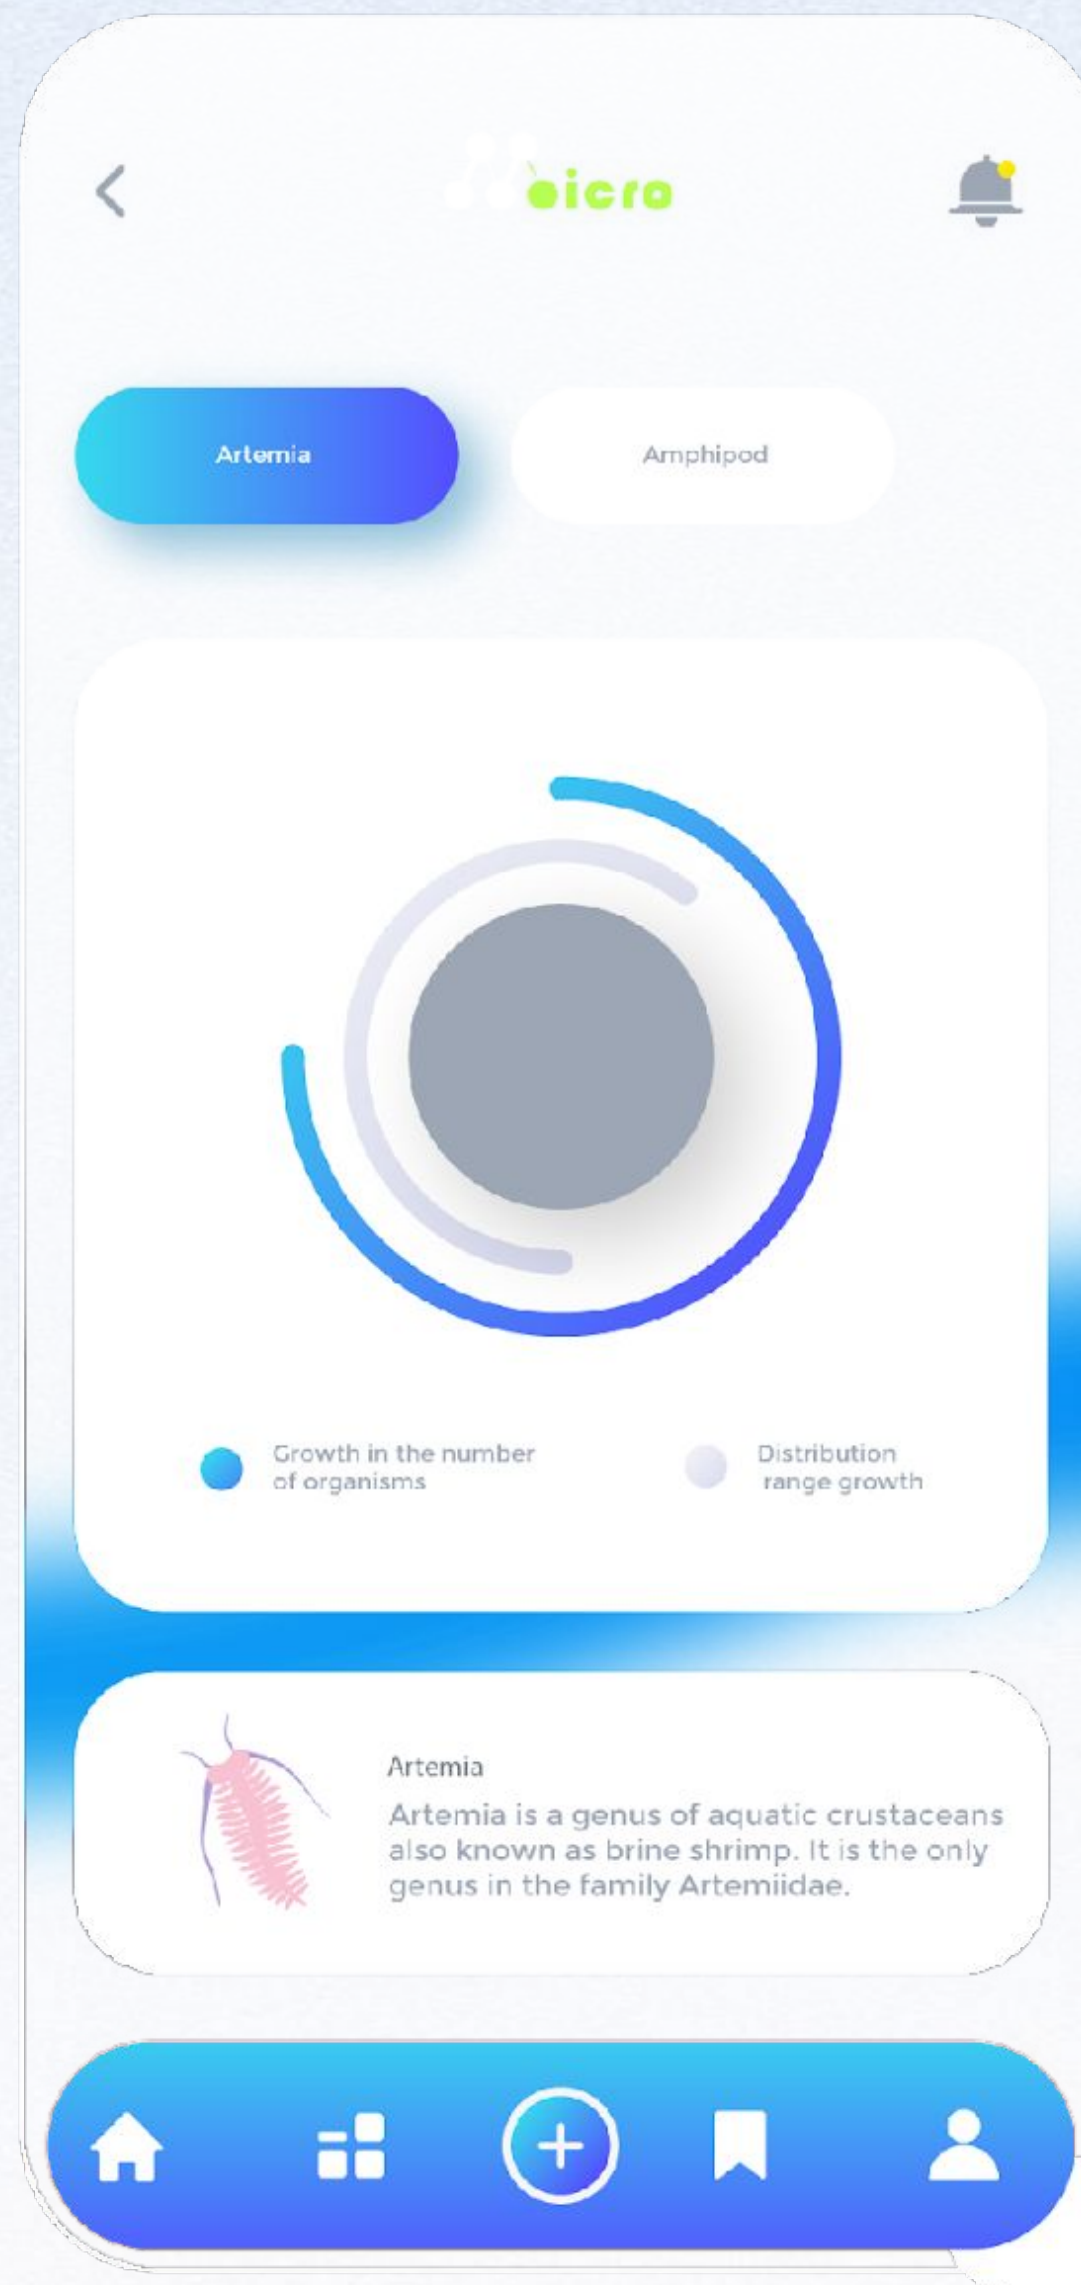 oicro
Artemia
Amphipod
Growth in the number
of organisms
Distribution
range growth
Artemia
Artemia is a genus of aquatic crustaceans
also known as brine shrimp. It is the only
genus in the family Artemiidae.